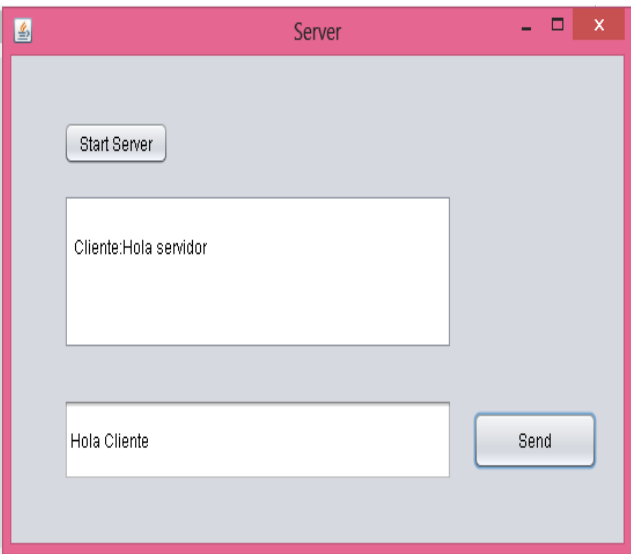 Server
Start Server
Cliente:Hola servidor
Hola Cliente
Send